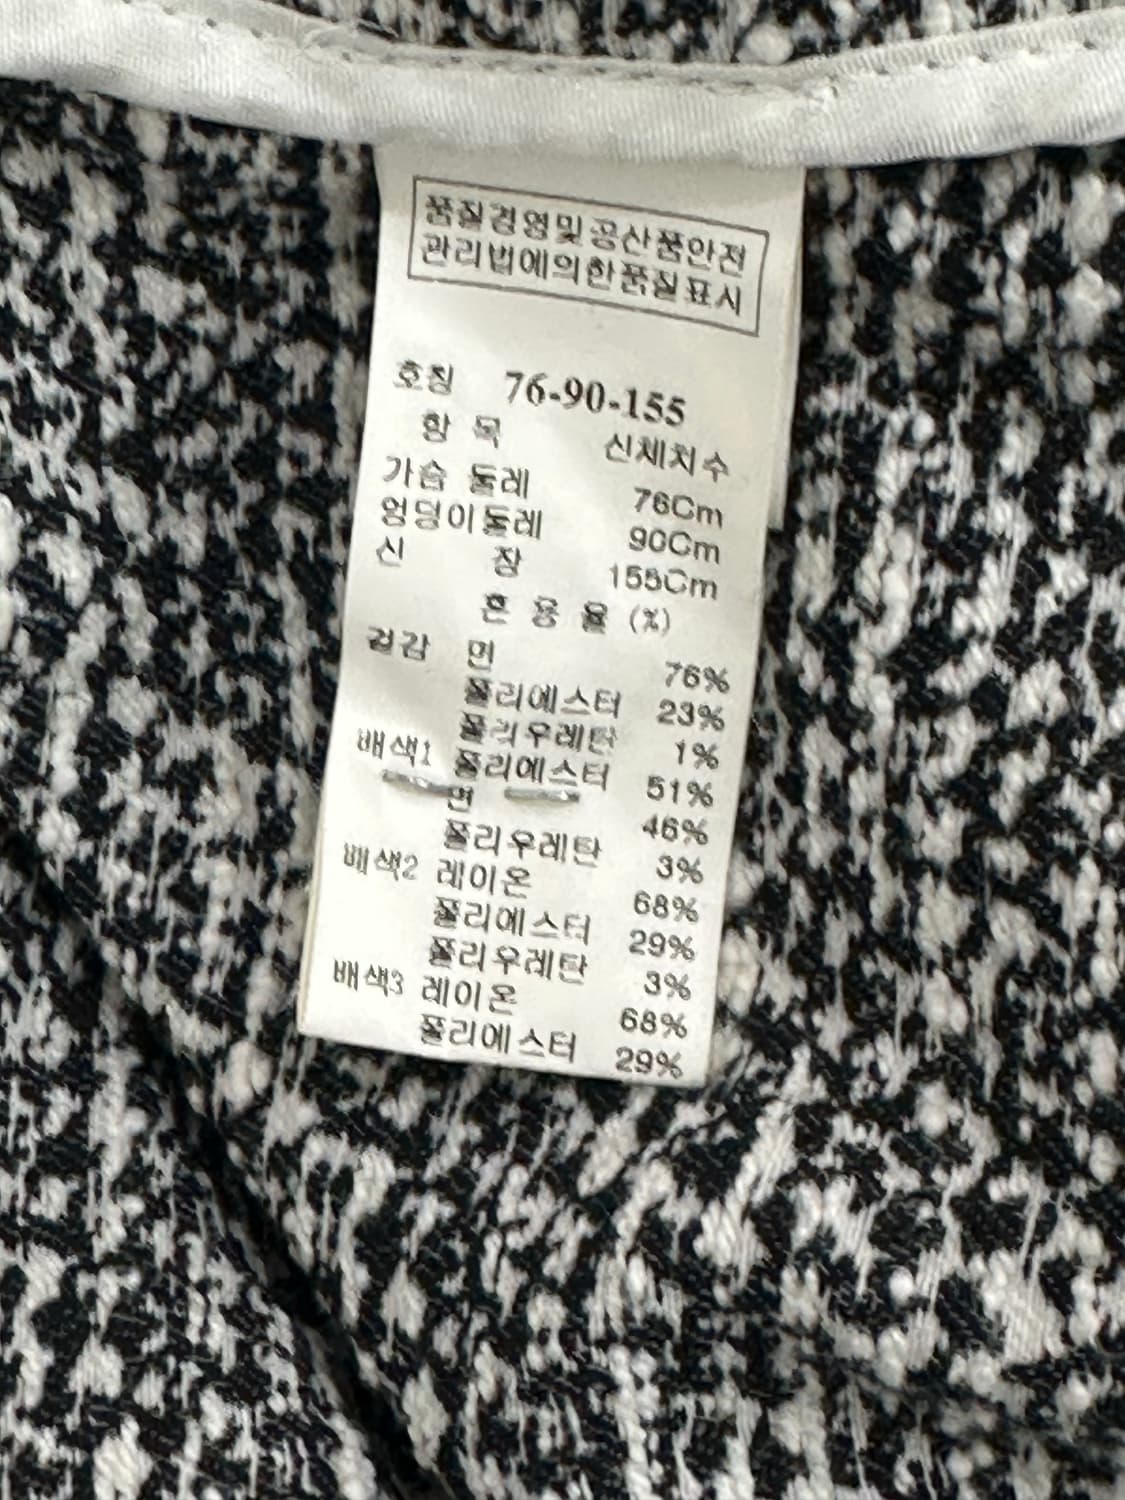 품질경영및공산품안전
관리법에의한품질표시
호칭 76-90-155
항 목 신체치수
가슴 둘레 76Cm
엉덩이둘레 90Cm
신 장 155Cm
혼 용 율 (%)
겉감 면 76%
폴리에스터 23%
폴리우레탄 1%
배색1 폴리에스터 51%
면 46%
폴리우레탄 3%
배색2 레이온 68%
폴리에스터 29%
폴리우레탄 3%
배색3 레이온 68%
폴리에스터 29%